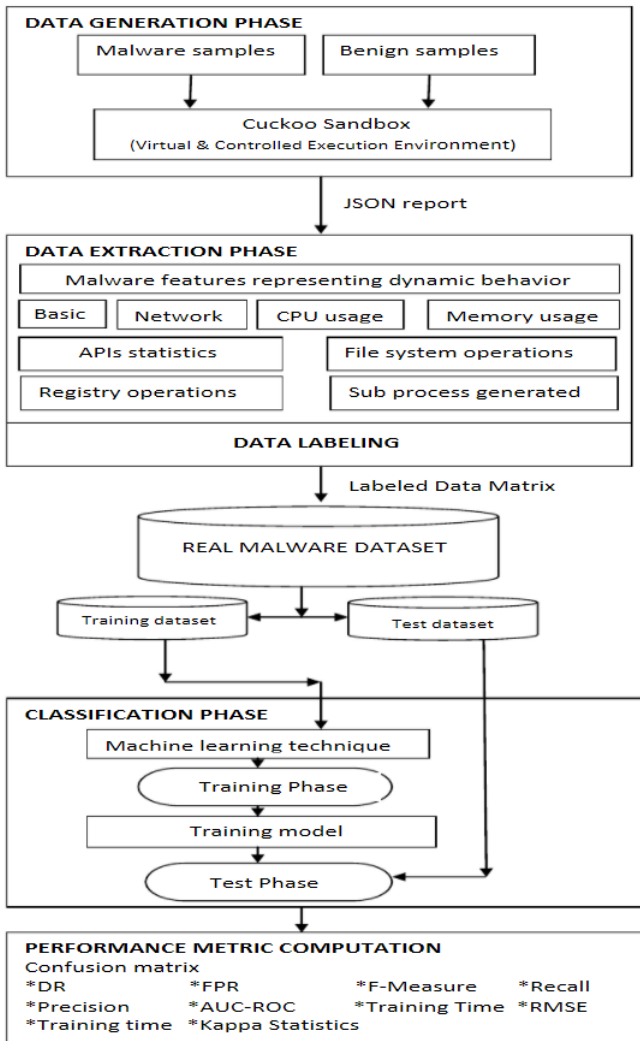 DATA GENERATION PHASE
Malware samples
Benign samples
Cuckoo Sandbox
(Virtual & Controlled Execution Environment)
JSON report
DATA EXTRACTION PHASE
Malware features representing dynamic behavior
Basic
Network
CPU usage
Memory usage
APIs statistics
File system operations
Registry operations
Sub process generated
DATA LABELING
Labeled Data Matrix
REAL MALWARE DATASET
Training dataset
Test dataset
CLASSIFICATION PHASE
Machine learning technique
Training Phase
Training model
Test Phase
PERFORMANCE METRIC COMPUTATION
Confusion matrix
*DR *FPR *F-Measure *Recall
*Precision *AUC-ROC *Training Time *RMSE
*Training time *Kappa Statistics